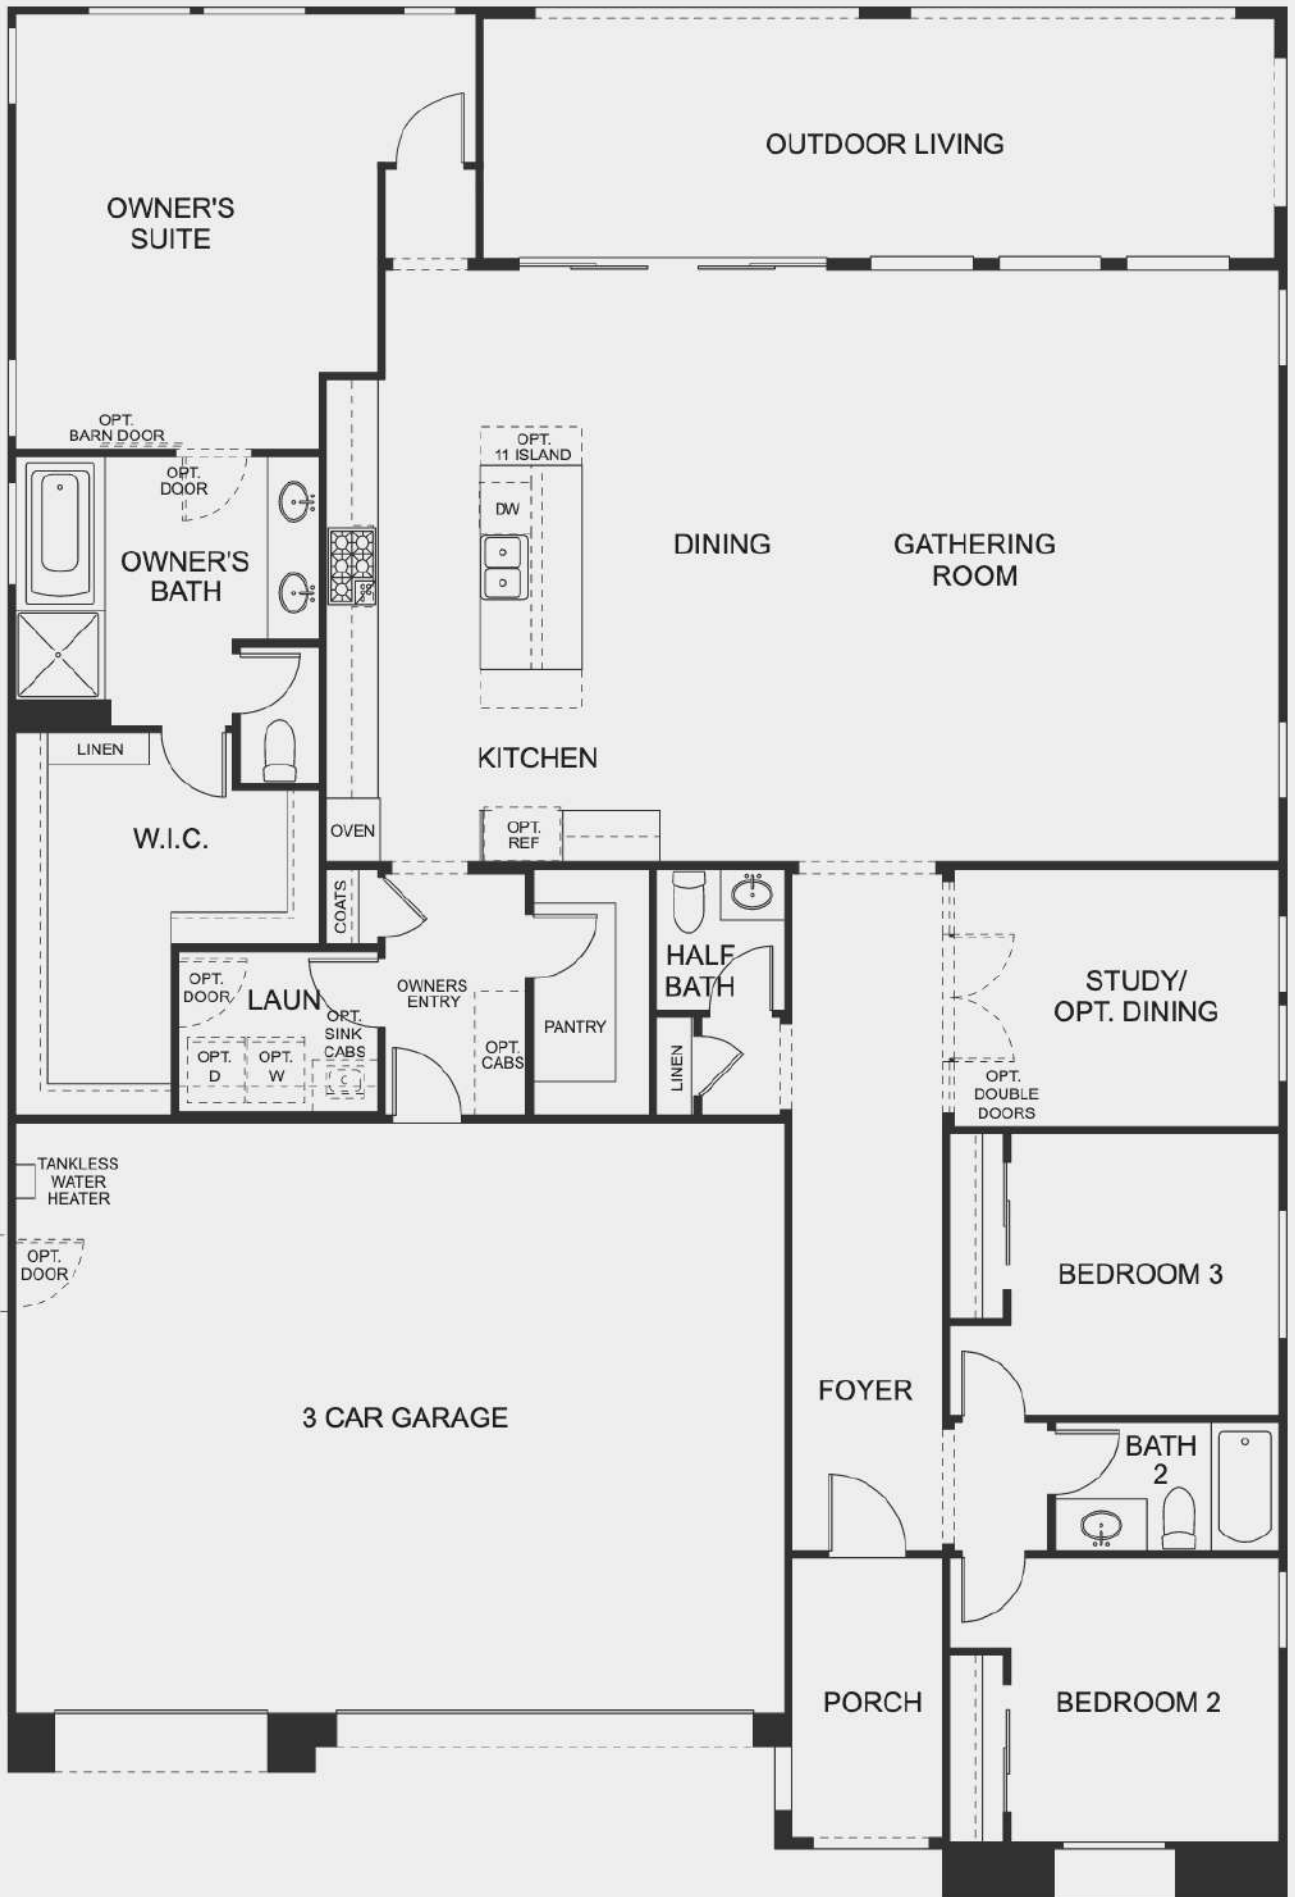 OUTDOOR LIVING
OWNER'S
SUITE
OPT.
BARN DOOR
OPT.
DOOR
OPT.
11 ISLAND
DW
OWNER'S
BATH
DINING
GATHERING
ROOM
LINEN
KITCHEN
W.I.C.
OVEN
OPT.
REF
COATS
HALF
BATH
OPT.
DOOR
LAUN
OWNERS
ENTRY
OPT.
SINK
CABS
OPT.
D
OPT.
W
OPT.
CABS
PANTRY
LINEN
STUDY/
OPT. DINING
OPT.
DOUBLE
DOORS
TANKLESS
WATER
HEATER
OPT.
DOOR
BEDROOM 3
FOYER
3 CAR GARAGE
BATH
2
PORCH
BEDROOM 2